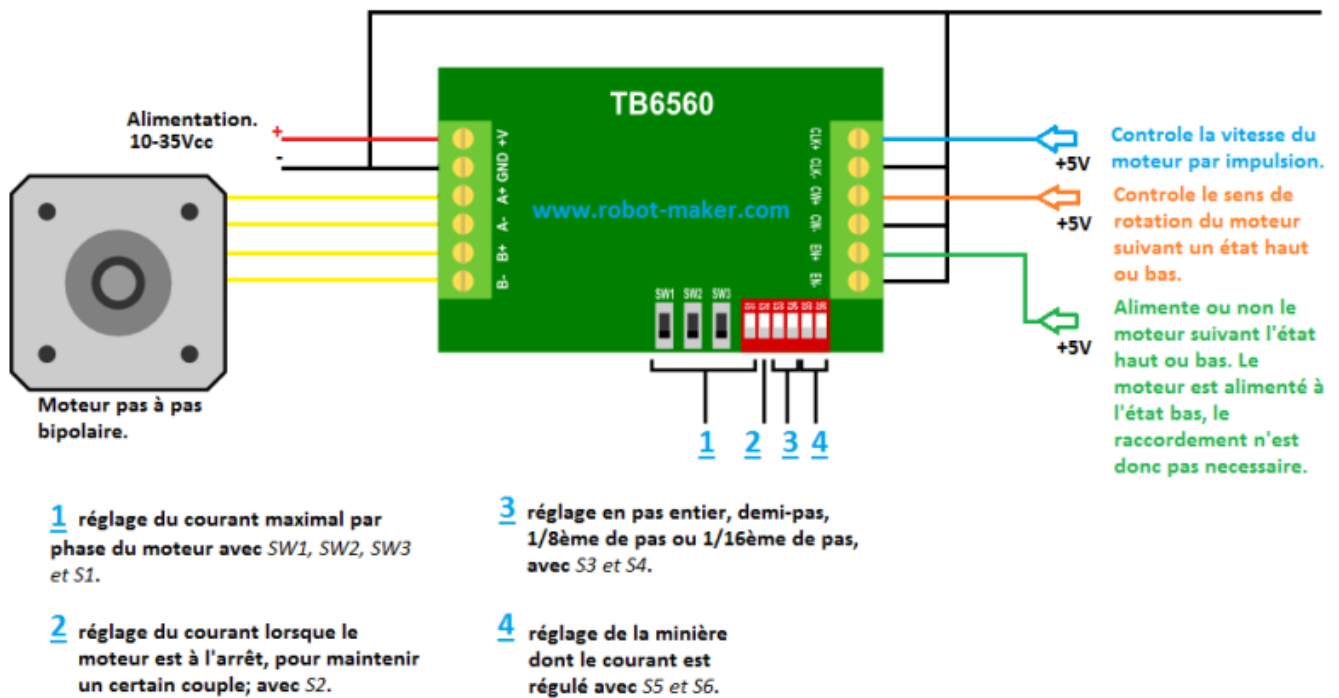 TB6560
Alimentation.
10-35Vcc
+
-
+V
GND
A+
A-
B+
B-
CLK+
CLK-
CW+
CW-
EN+
EN-
www.robot-maker.com
SW1 SW2 SW3
Moteur pas à pas
bipolaire.
+5V
Controle la vitesse du
moteur par impulsion.
+5V
Controle le sens de
rotation du moteur
suivant un état haut
ou bas.
+5V
Alimente ou non le
moteur suivant l'état
haut ou bas. Le
moteur est alimenté à
l'état bas, le
raccordement n'est
donc pas necessaire.
1 2 3 4
1 réglage du courant maximal par
phase du moteur avec SW1, SW2, SW3
et S1.
2 réglage du courant lorsque le
moteur est à l'arrêt, pour maintenir
un certain couple; avec S2.
3 réglage en pas entier, demi-pas,
1/8ème de pas ou 1/16ème de pas,
avec S3 et S4.
4 réglage de la minière
dont le courant est
régulé avec S5 et S6.